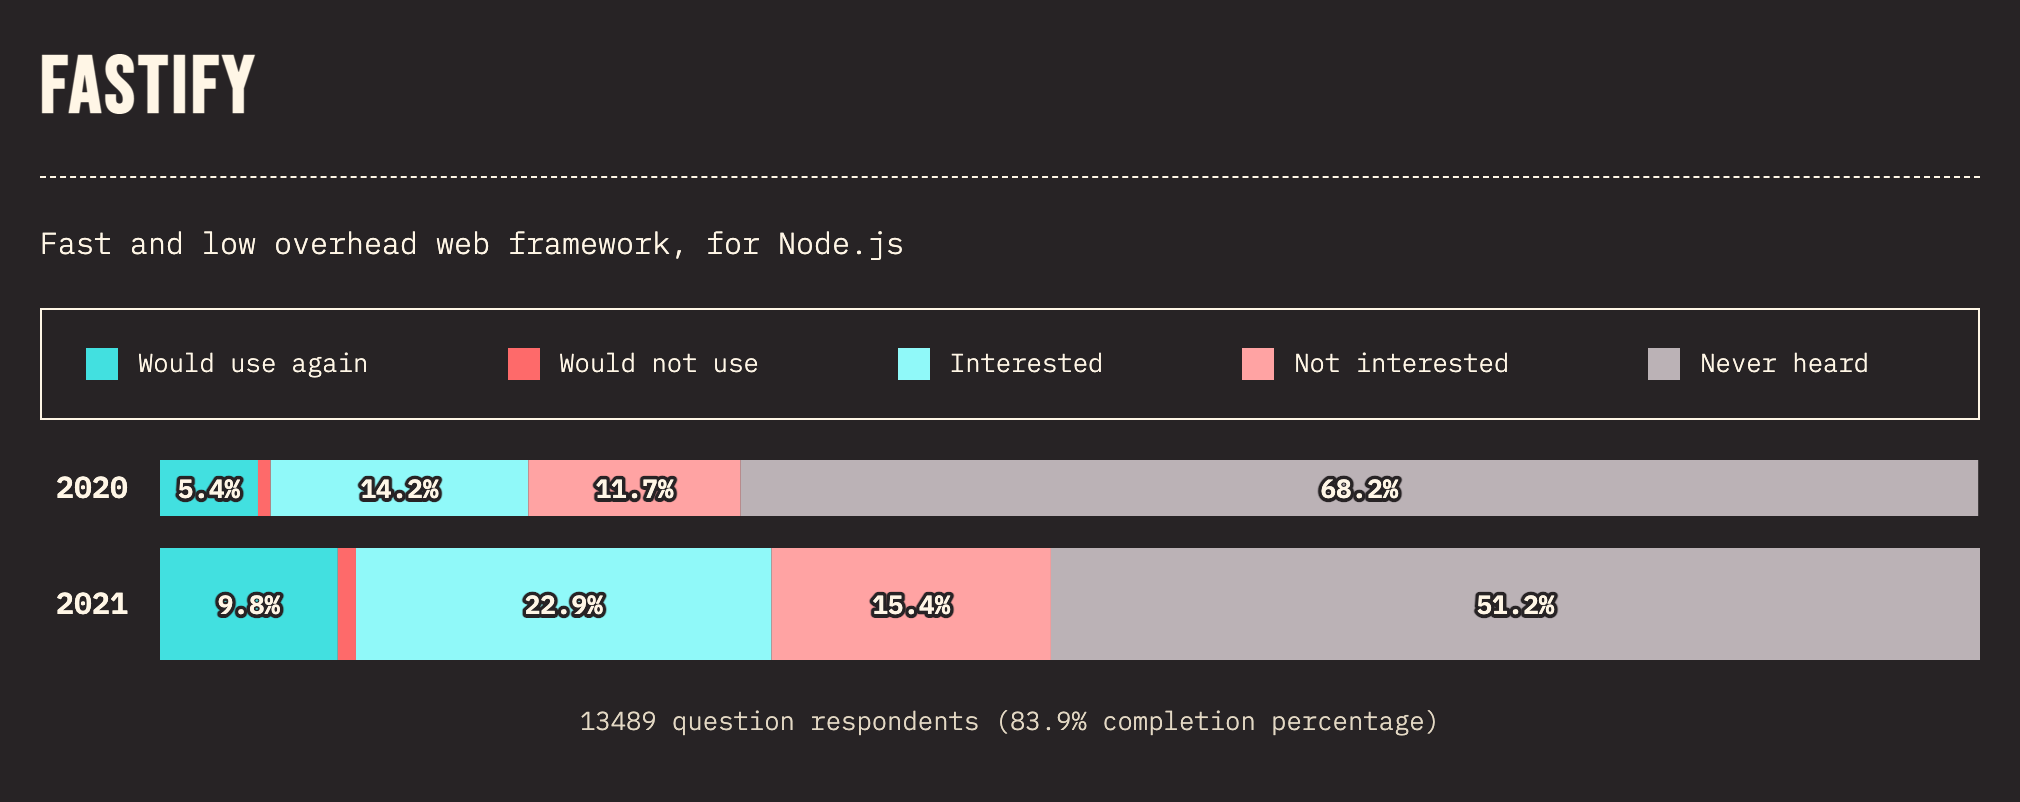 FASTIFY
Fast and low overhead web framework, for Node.js
Would use again Would not use Interested Not interested Never heard
2020 5.4% 14.2% 11.7% 68.2%
2021 9.8% 22.9% 15.4% 51.2%
13489 question respondents (83.9% completion percentage)